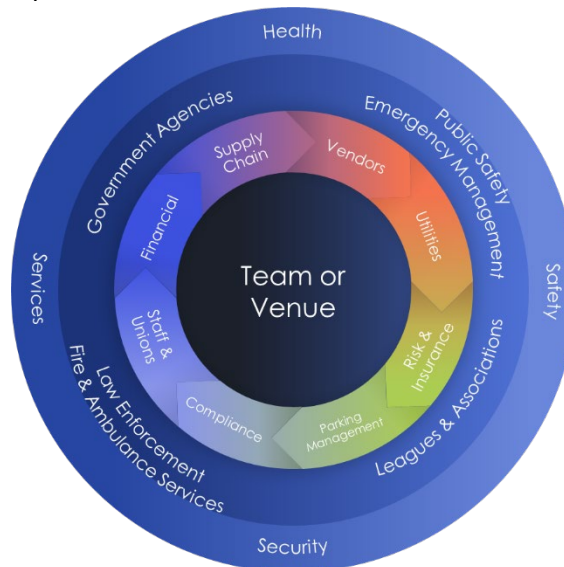 Health
Safety
Security
Services
Government Agencies
Public Safety
Emergency Management
Leagues & Associations
Law Enforcement
Fire & Ambulance Services
Supply
Chain
Vendors
Utilities
Risk &
Insurance
Parking
Management
Compliance
Staff &
Unions
Financial
Team or
Venue